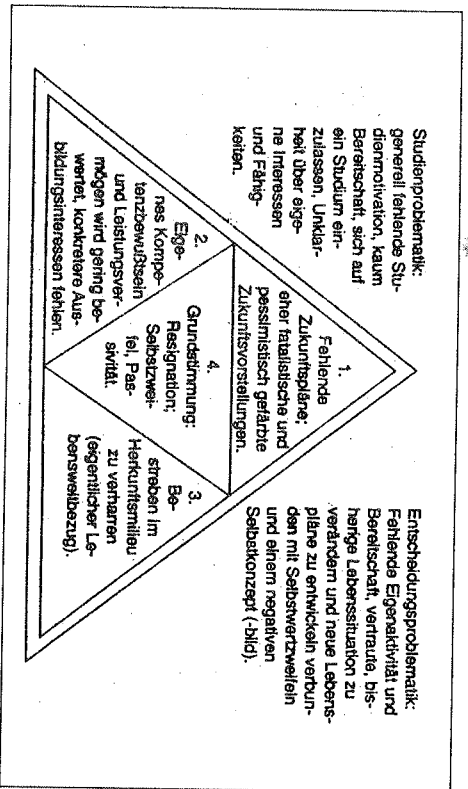 Studienproblematik:
generell fehlende Stu-
dienmotivation, kaum
Bereitschaft, sich auf
ein Studium ein-
zulassen, Unklar-
heit über eige-
ne Interessen
und Fähig-
keiten.
Entscheidungsproblematik:
Fehlende Eigenaktivität und
Bereitschaft, vertraute, bis-
herige Lebenssituation zu
verändern und neue Lebens-
pläne zu entwickeln verbun-
den mit Selbstwertzweifeln
und einem negativen
Selbstkonzept (-bild).
1.
Fehlende
Zukunftspläne;
eher fatalistische und
pessimistisch gefärbte
Zukunftsvorstellungen.
2.
Eige-
nes Kompe-
tenzbewußtsein
und Leistungsver-
mögen wird gering be-
wertet, konkretere Aus-
bildungsinteressen fehlen.
4.
Grundstimmung:
Resignation;
Selbstzwei-
fel, Pas-
sivität.
3.
Be-
streben im
Herkunftsmilieu
zu verharren
(eigentlicher Le-
bensweltbezug).